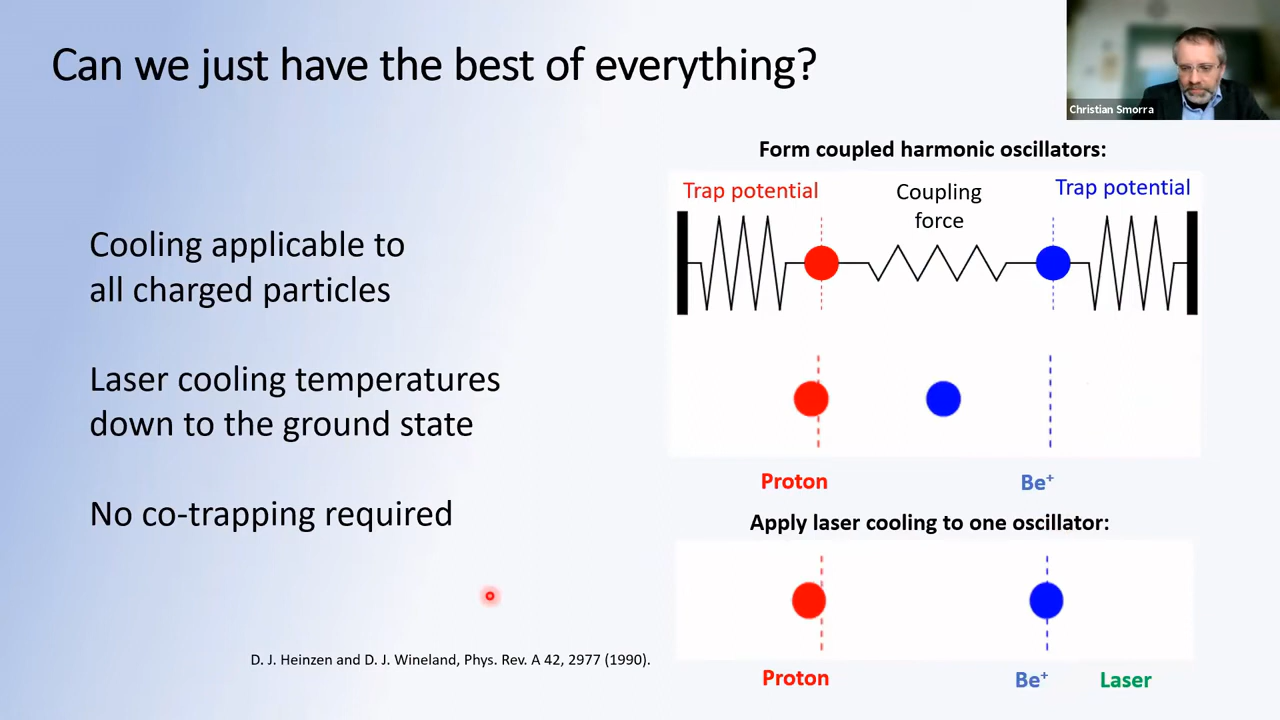 Can we just have the best of everything?
Christian Smorra
Cooling applicable to
all charged particles
Laser cooling temperatures
down to the ground state
No co-trapping required
D. J. Heinzen and D. J. Wineland, Phys. Rev. A 42, 2977 (1990).
Form coupled harmonic oscillators:
Trap potential
Coupling
force
Trap potential
Proton
Be⁺
Apply laser cooling to one oscillator:
Proton
Be⁺
Laser